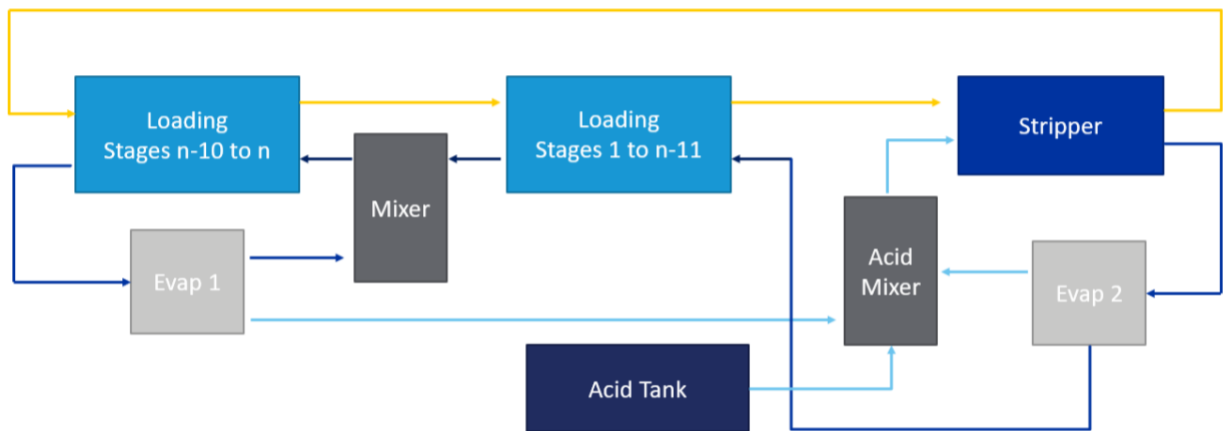 Loading
Stages n-10 to n
Loading
Stages 1 to n-11
Stripper
Mixer
Acid
Mixer
Evap 1
Evap 2
Acid Tank